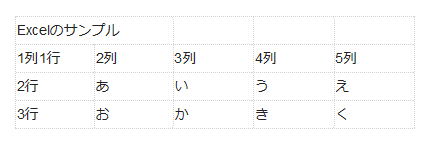 Excelのサンプル
1列1行 2列 3列 4列 5列
2行 あ い う え
3行 お か き く